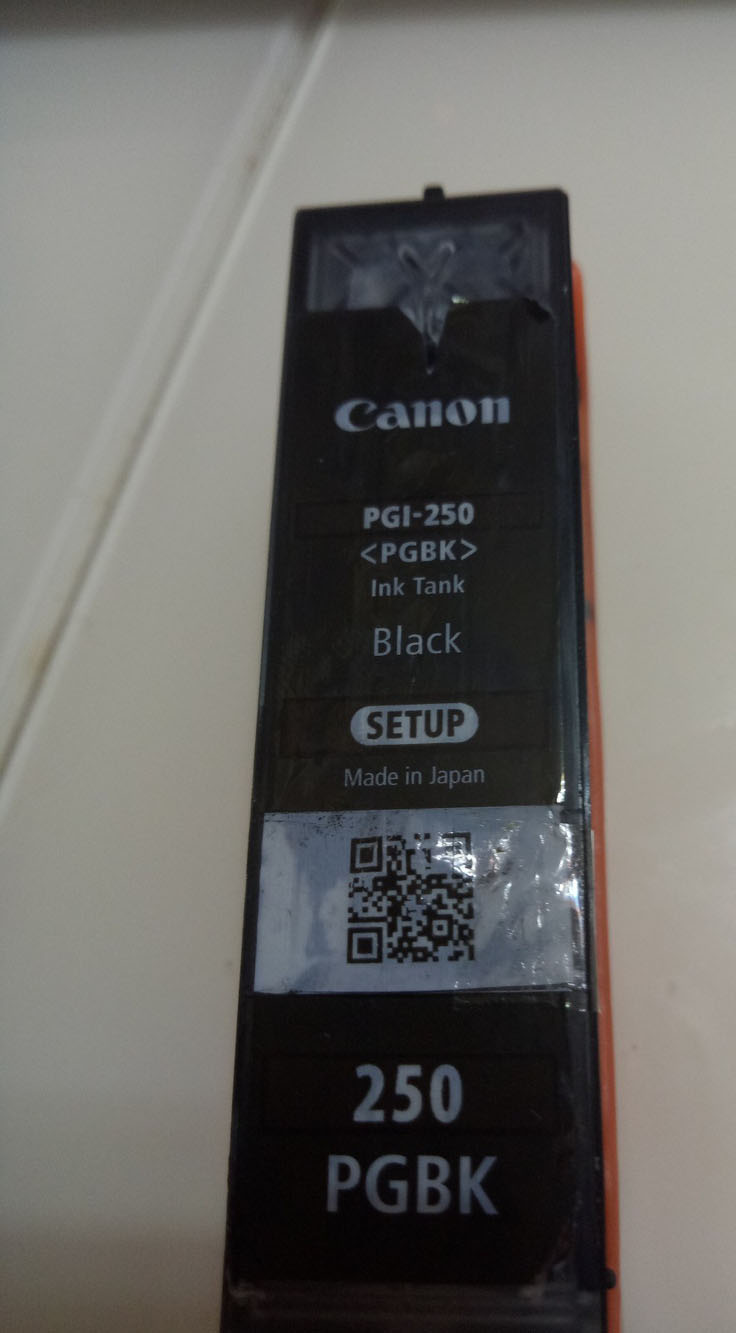 Canon
PGI-250
<PGBK>
Ink Tank
Black
SETUP
Made in Japan
250
PGBK